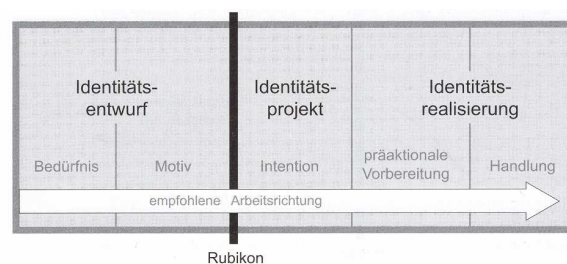 Identitäts-
entwurf
Identitäts-
projekt
Identitäts-
realisierung
Bedürfnis
Motiv
Intention
präaktionale
Vorbereitung
Handlung
empfohlene Arbeitsrichtung
Rubikon